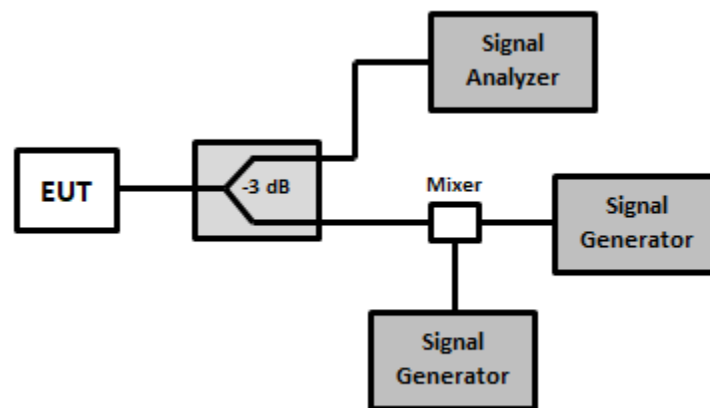 Signal
Analyzer
EUT
-3 dB
Mixer
Signal
Generator
Signal
Generator